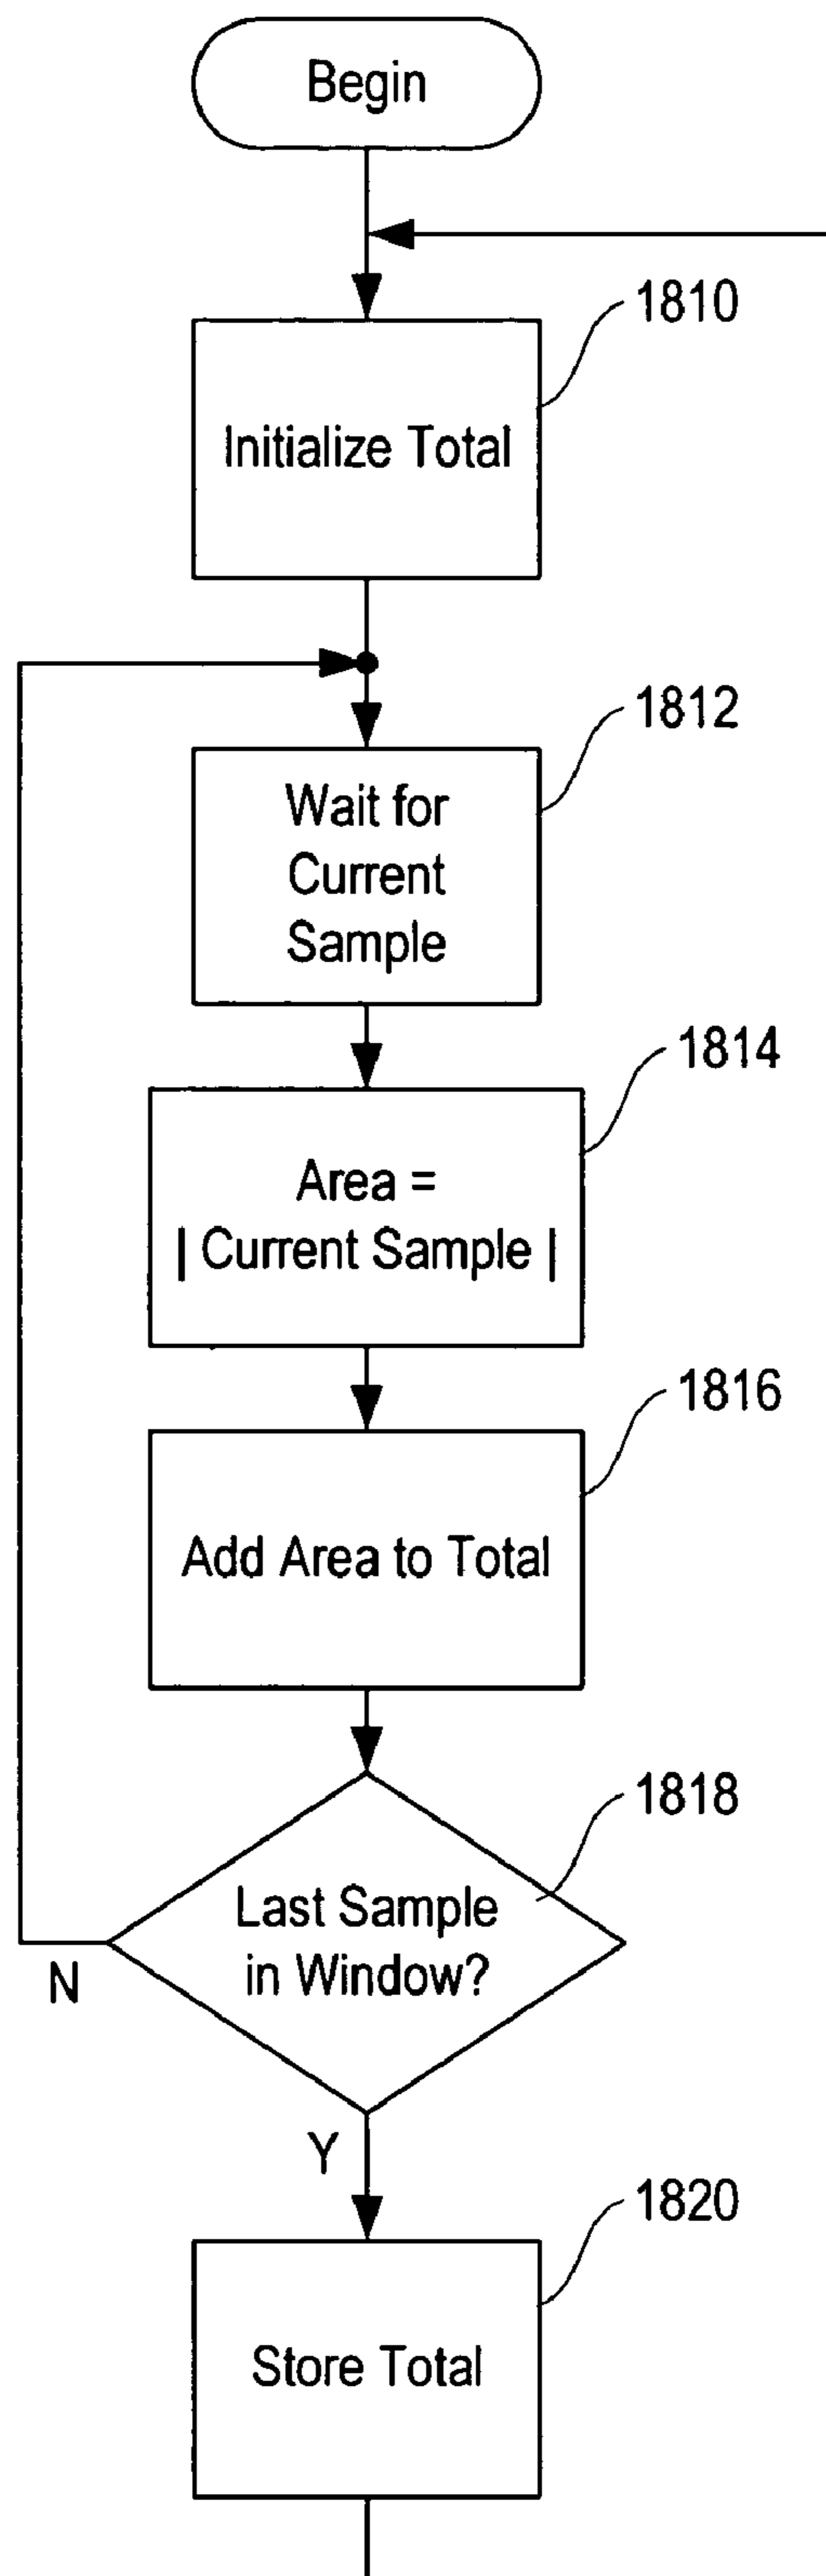 Begin
1810
Initialize Total
1812
Wait for
Current
Sample
1814
Area =
| Current Sample |
1816
Add Area to Total
1818
Last Sample
in Window?
N
Y
1820
Store Total